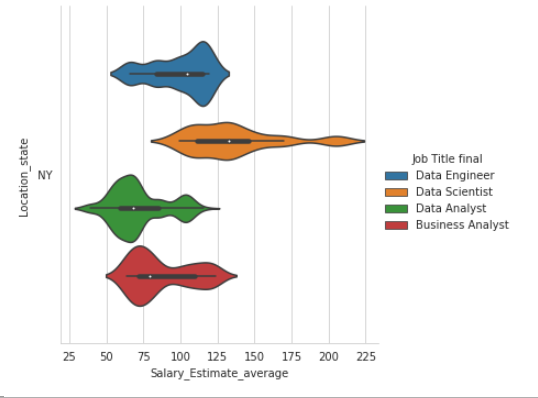 Location_state
NY
25 50 75 100 125 150 175 200 225
Salary_Estimate_average
Job Title final
Data Engineer
Data Scientist
Data Analyst
Business Analyst